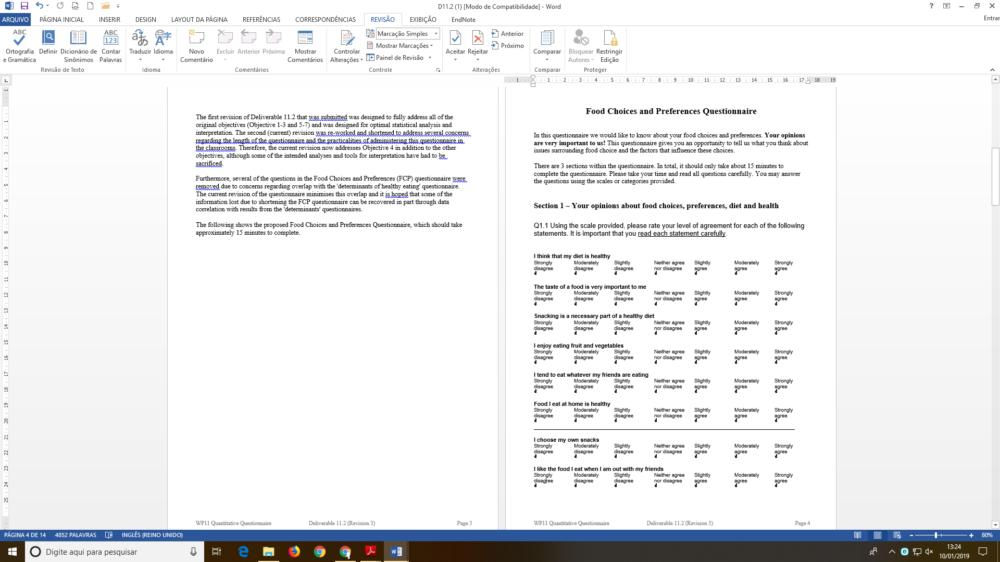 D11.2 (1) [Modo de Compatibilidade] - Word
ARQUIVO PÁGINA INICIAL INSERIR DESIGN LAYOUT DA PÁGINA REFERÊNCIAS CORRESPONDÊNCIAS REVISÃO EXIBIÇÃO EndNote Entrar
Ortografia e Gramática Definir Dicionário de Sinônimos Contar Palavras
Revisão de Texto
Traduzir Idioma
Idioma
Novo Comentário Excluir Anterior Próxima Mostrar Comentários
Comentários
Controlar Alterações Marcação Simples
Mostrar Marcações
Painel de Revisão
Controle
Aceitar Rejeitar Anterior
Próximo
Alterações
Comparar
Comparar
Bloquear Autores Restringir Edição
Proteger
The first revision of Deliverable 11.2 that was submitted was designed to fully address all of the
original objectives (Objective 1-3 and 5-7) and was designed for optimal statistical analysis and
interpretation. The second (current) revision was re-worked and shortened to address several concerns
regarding the length of the questionnaire and the practicalities of administering this questionnaire in
the classrooms. Therefore, the current revision now addresses Objective 4 in addition to the other
objectives, although some of the intended analyses and tools for interpretation have had to be
sacrificed.
Furthermore, several of the questions in the Food Choices and Preferences (FCP) questionnaire were
removed due to concerns regarding overlap with the 'determinants of healthy eating' questionnaire.
The current revision of the questionnaire minimises this overlap and it is hoped that some of the
information lost due to shortening the FCP questionnaire can be recovered in part through data
correlation with results from the 'determinants' questionnaires.
The following shows the proposed Food Choices and Preferences Questionnaire, which should take
approximately 15 minutes to complete.
WP11 Quantitative Questionnaire Deliverable 11.2 (Revision 3) Page 3
Food Choices and Preferences Questionnaire
In this questionnaire we would like to know about your food choices and preferences. Your opinions
are very important to us! This questionnaire gives you an opportunity to tell us what you think about
issues surrounding food choice and the factors that influence these choices.
There are 3 sections within the questionnaire. In total, it should only take about 15 minutes to
complete the questionnaire. Please take your time and read all questions carefully. You may answer
the questions using the scales or categories provided.
Section 1 – Your opinions about food choices, preferences, diet and health
Q1.1 Using the scale provided, please rate your level of agreement for each of the following
statements. It is important that you read each statement carefully.
I think that my diet is healthy
Strongly Moderately Slightly Neither agree Slightly Moderately Strongly
disagree disagree disagree nor disagree agree agree agree
The taste of a food is very important to me
Strongly Moderately Slightly Neither agree Slightly Moderately Strongly
disagree disagree disagree nor disagree agree agree agree
Snacking is a necessary part of a healthy diet
Strongly Moderately Slightly Neither agree Slightly Moderately Strongly
disagree disagree disagree nor disagree agree agree agree
I enjoy eating fruit and vegetables
Strongly Moderately Slightly Neither agree Slightly Moderately Strongly
disagree disagree disagree nor disagree agree agree agree
I tend to eat whatever my friends are eating
Strongly Moderately Slightly Neither agree Slightly Moderately Strongly
disagree disagree disagree nor disagree agree agree agree
Food I eat at home is healthy
Strongly Moderately Slightly Neither agree Slightly Moderately Strongly
disagree disagree disagree nor disagree agree agree agree
I choose my own snacks
Strongly Moderately Slightly Neither agree Slightly Moderately Strongly
disagree disagree disagree nor disagree agree agree agree
I like the food I eat when I am out with my friends
Strongly Moderately Slightly Neither agree Slightly Moderately Strongly
disagree disagree disagree nor disagree agree agree agree
WP11 Quantitative Questionnaire Deliverable 11.2 (Revision 3) Page 4
PÁGINA 4 DE 14 4852 PALAVRAS INGLÊS (REINO UNIDO) 80%
Digite aqui para pesquisar
13:24
10/01/2019